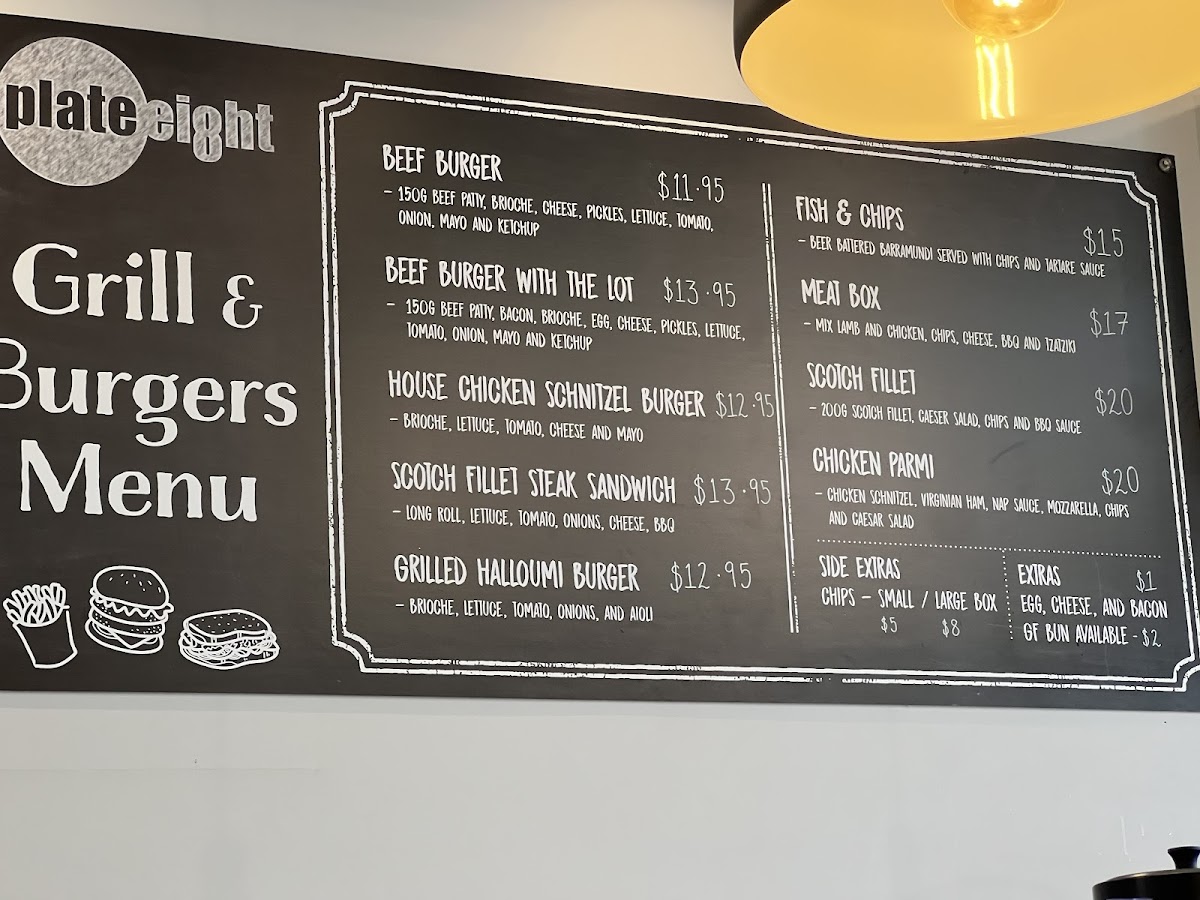 plateeight
Grill &
Burgers
Menu
BEEF BURGER
$11.95
- 150G BEEF PATTY, BRIOCHE, CHEESE, PICKLES, LETTUCE, TOMATO,
ONION, MAYO AND KETCHUP
BEEF BURGER WITH THE LOT $13.95
- 150G BEEF PATTY, BACON, BRIOCHE, EGG, CHEESE, PICKLES, LETTUCE,
TOMATO, ONION, MAYO AND KETCHUP
HOUSE CHICKEN SCHNITZEL BURGER $12.95
- BRIOCHE, LETTUCE, TOMATO, CHEESE AND MAYO
SCOTCH FILLET STEAK SANDWICH $13.95
- LONG ROLL, LETTUCE, TOMATO, ONIONS, CHEESE, BBQ
GRILLED HALLOUMI BURGER $12.95
- BRIOCHE, LETTUCE, TOMATO, ONIONS, AND AIOLI
FISH & CHIPS
$15
- BEER BATTERED BARRAMUNDI SERVED WITH CHIPS AND TARTARE SAUCE
MEAT BOX
$17
- MIX LAMB AND CHICKEN, CHIPS, CHEESE, BBQ AND TZATZIKI
SCOTCH FILLET
$20
- 200G SCOTCH FILLET, CAESER SALAD, CHIPS AND BBQ SAUCE
CHICKEN PARMI
$20
- CHICKEN SCHNITZEL, VIRGINIAN HAM, NAP SAUCE, MOZZARELLA, CHIPS
AND CAESAR SALAD
SIDE EXTRAS
CHIPS - SMALL / LARGE BOX
$5 $8
EXTRAS $1
EGG, CHEESE, AND BACON
GF BUN AVAILABLE - $2